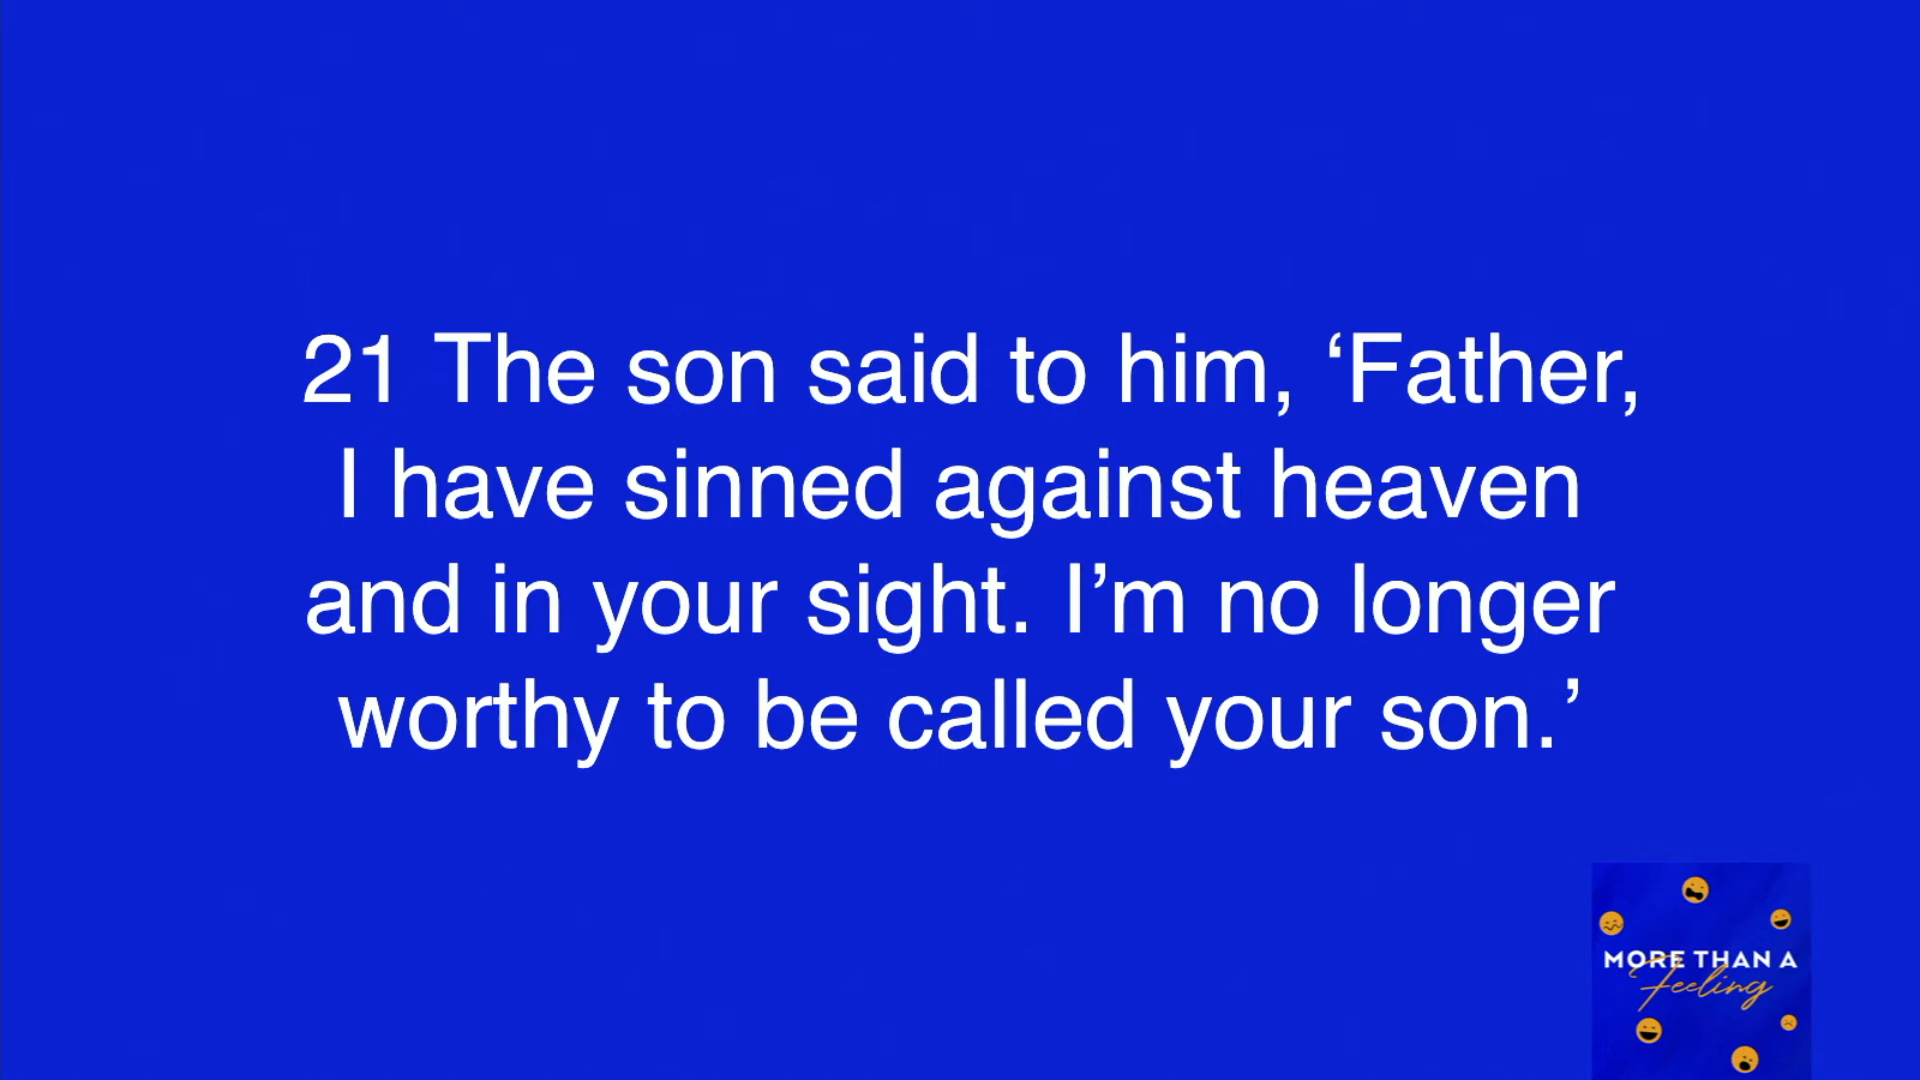 21 The son said to him, ‘Father,
I have sinned against heaven
and in your sight. I’m no longer
worthy to be called your son.’
MORE THAN A
Feeling